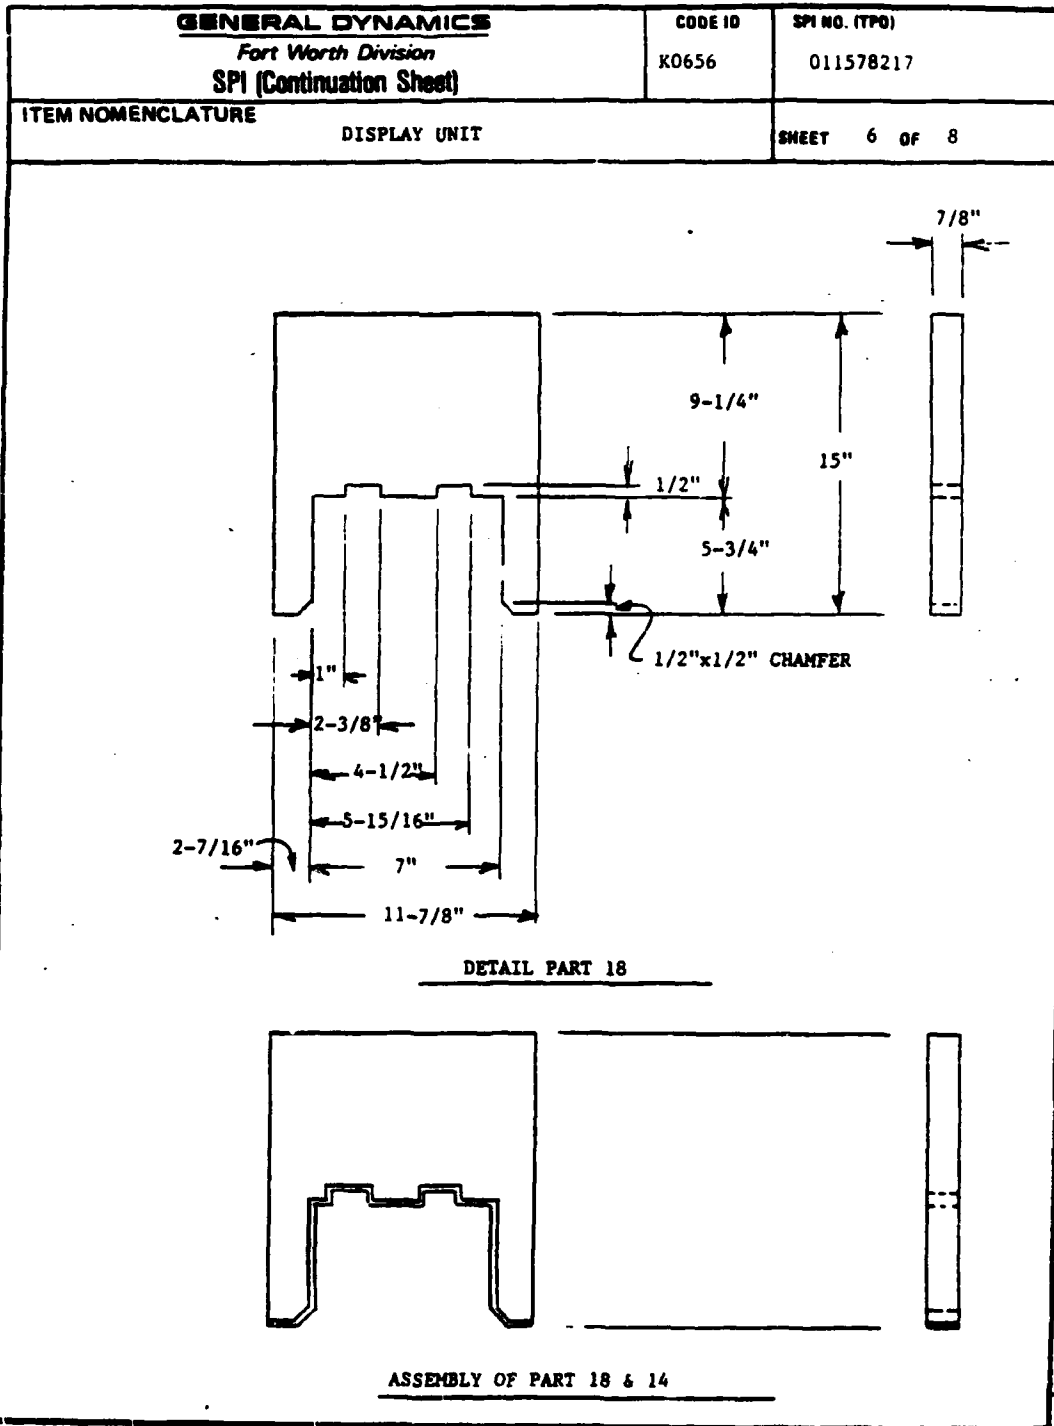 GENERAL DYNAMICS
Fort Worth Division
SPI (Continuation Sheet)
CODE ID
K0656
SPI NO. (TPO)
011578217
ITEM NOMENCLATURE
DISPLAY UNIT
SHEET 6 OF 8
7/8"
9-1/4"
15"
1/2"
5-3/4"
1/2"x1/2" CHAMFER
1"
2-3/8"
4-1/2"
5-15/16"
2-7/16"
7"
11-7/8"
DETAIL PART 18
ASSEMBLY OF PART 18 & 14